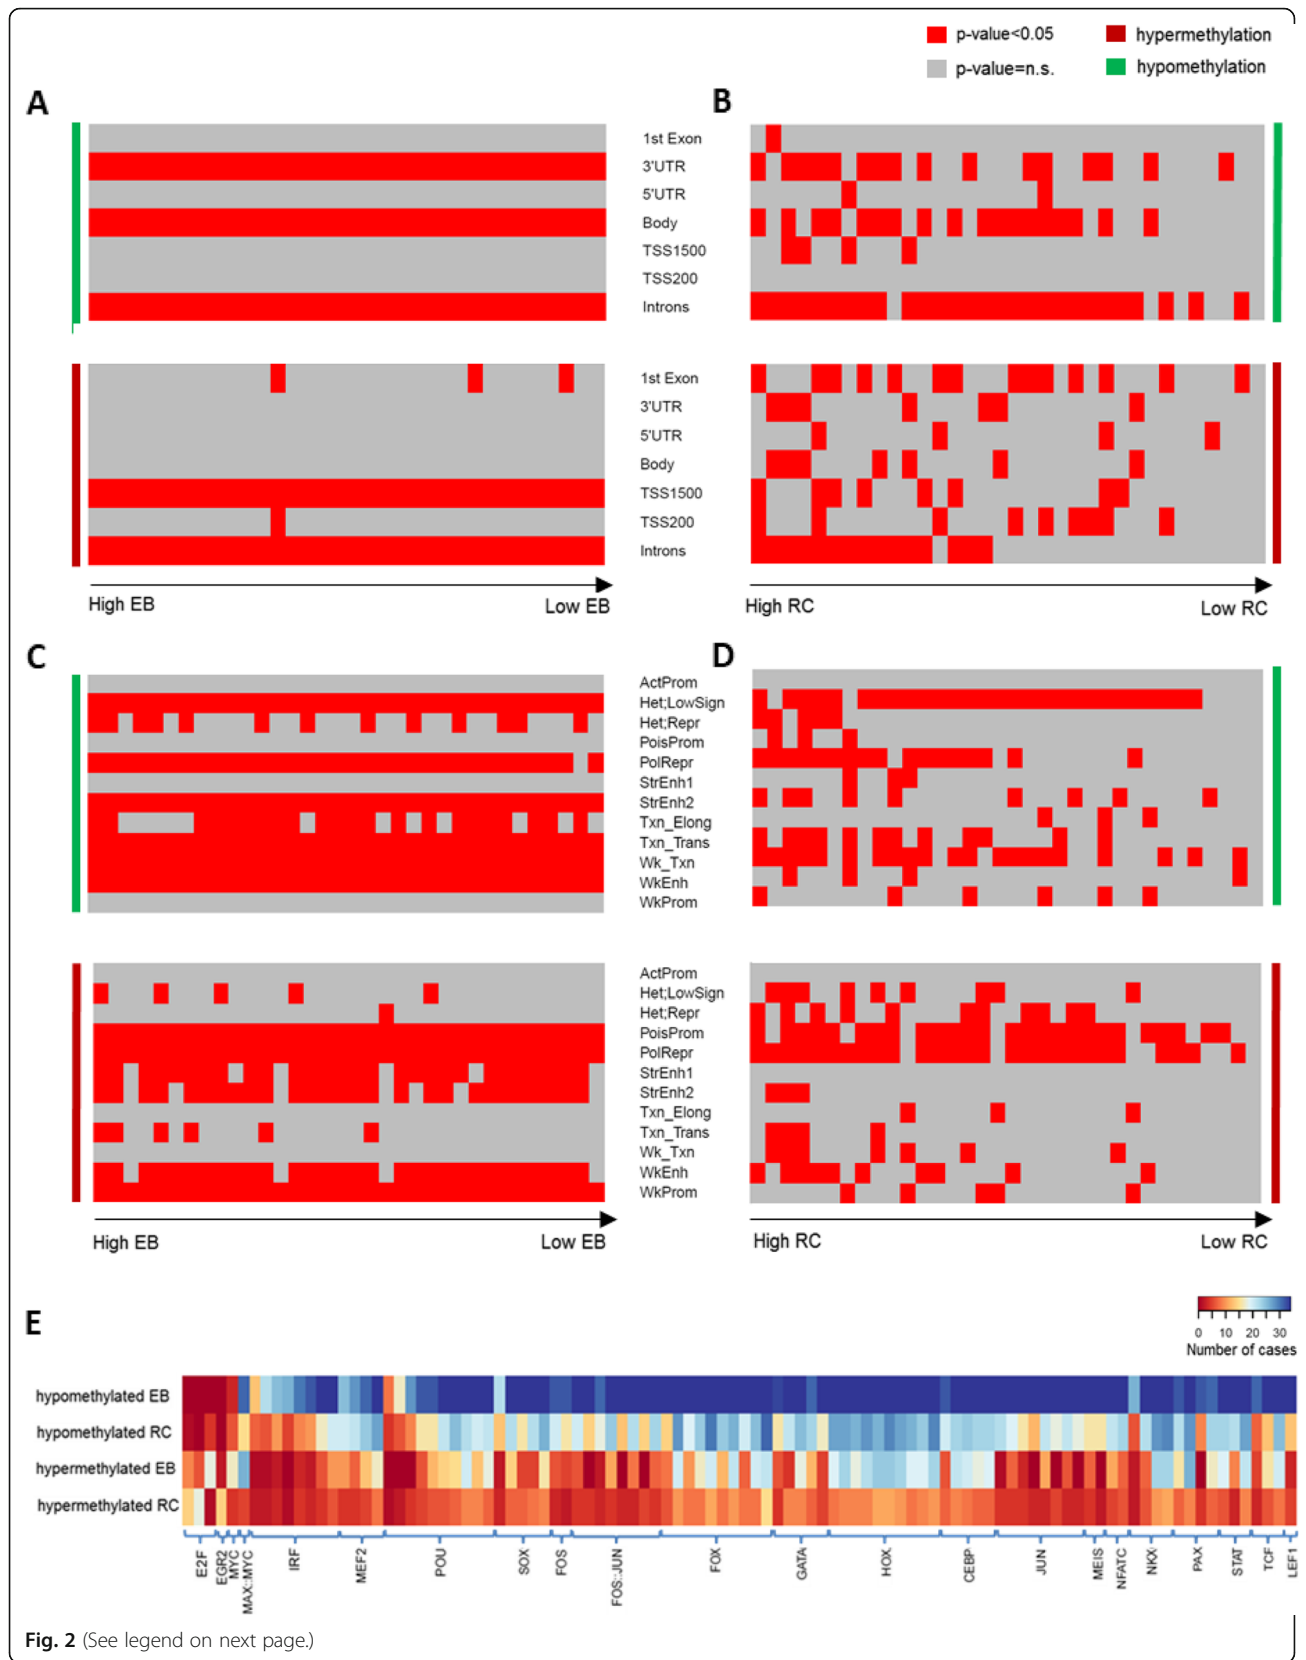 p-value<0.05
hypermethylation
p-value=n.s.
hypomethylation
A
B
1st Exon
3'UTR
5'UTR
Body
TSS1500
TSS200
Introns
1st Exon
3'UTR
5'UTR
Body
TSS1500
TSS200
Introns
High EB
Low EB
High RC
Low RC
C
D
ActProm
Het;LowSign
Het;Repr
PoisProm
PolRepr
StrEnh1
StrEnh2
Txn_Elong
Txn_Trans
Wk_Txn
WkEnh
WkProm
ActProm
Het;LowSign
Het;Repr
PoisProm
PolRepr
StrEnh1
StrEnh2
Txn_Elong
Txn_Trans
Wk_Txn
WkEnh
WkProm
High EB
Low EB
High RC
Low RC
E
0 10 20 30
Number of cases
hypomethylated EB
hypomethylated RC
hypermethylated EB
hypermethylated RC
E2F
EGR2
MYC
MAX::MYC
IRF
MEF2
POU
SOX
FOS
FOS::JUN
FOX
GATA
HOX
CEBP
JUN
MEIS
NFATC
NKX
PAX
STAT
TCF
LEF1
Fig. 2 (See legend on next page.)